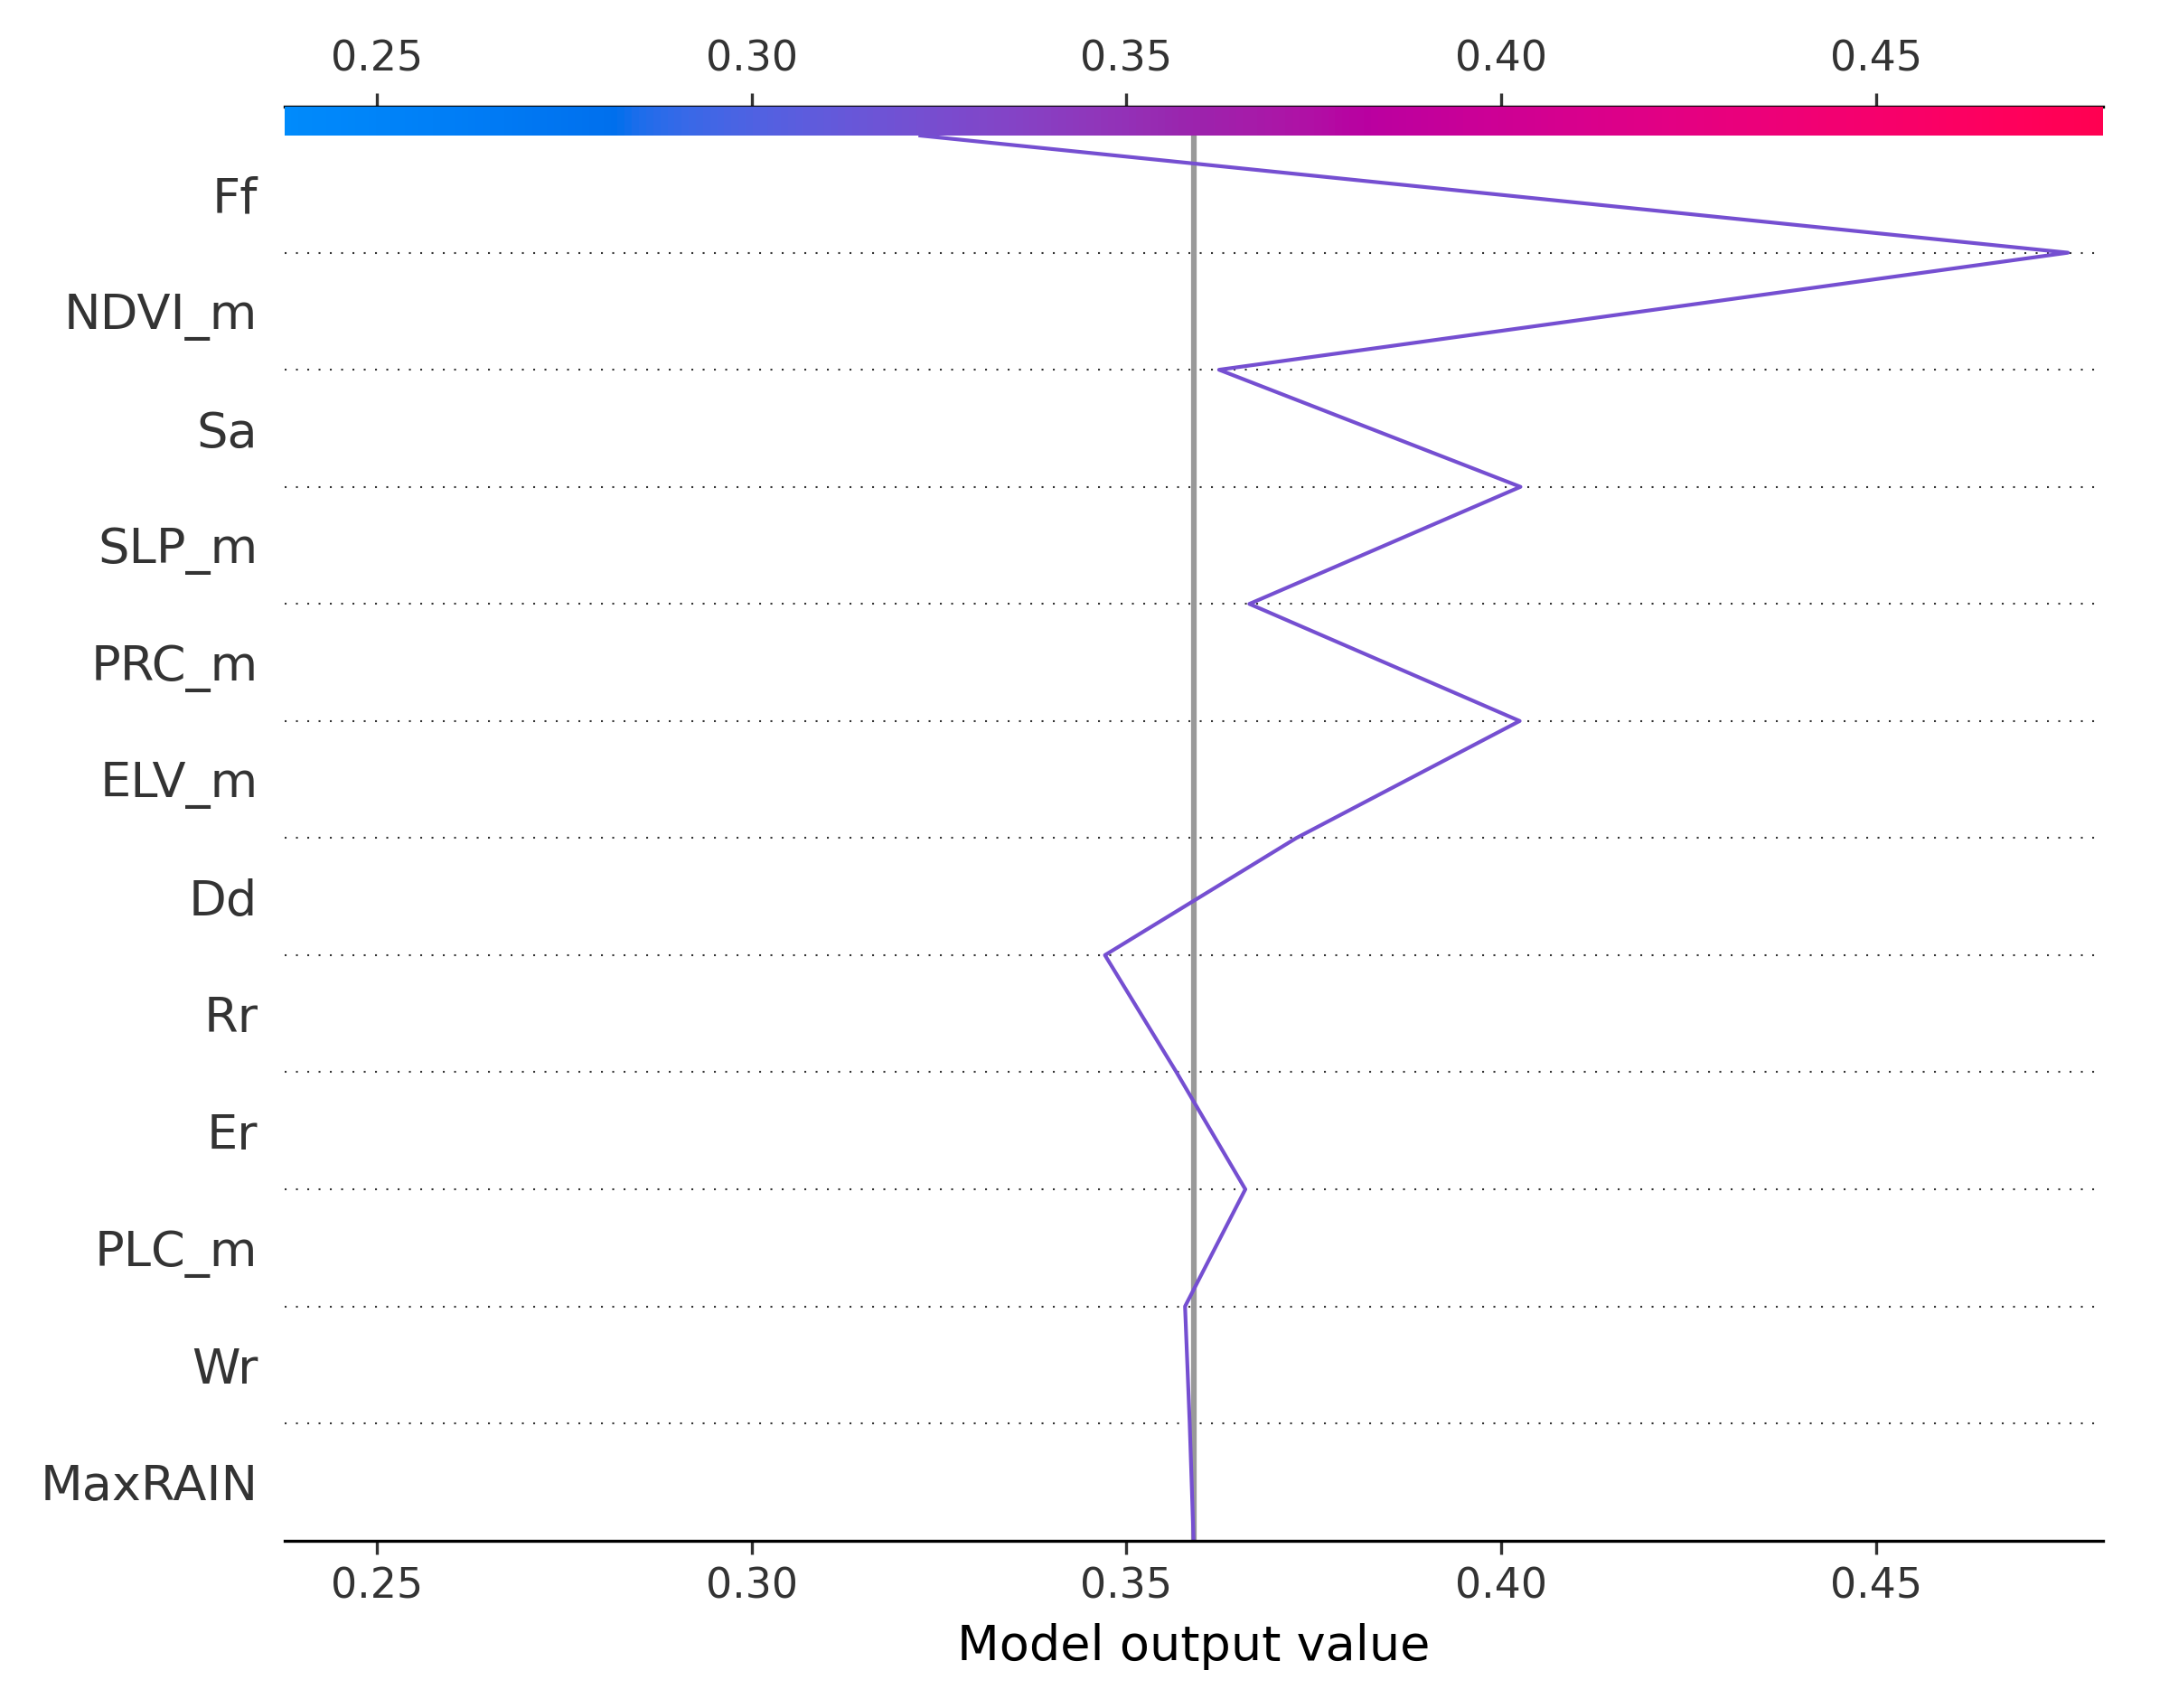 0.25 0.30 0.35 0.40 0.45
Ff
NDVI_m
Sa
SLP_m
PRC_m
ELV_m
Dd
Rr
Er
PLC_m
Wr
MaxRAIN
0.25 0.30 0.35 0.40 0.45
Model output value